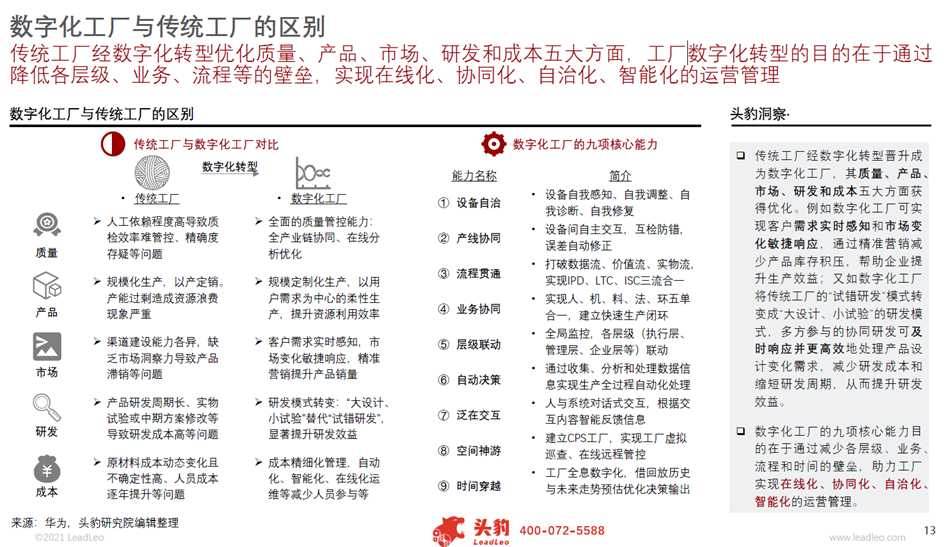 数字化工厂与传统工厂的区别
传统工厂经数字化转型优化质量、产品、市场、研发和成本五大方面，工厂数字化转型的目的在于通过
降低各层级、业务、流程等的壁垒，实现在线化、协同化、自治化、智能化的运营管理
数字化工厂与传统工厂的区别
传统工厂与数字化工厂对比
数字化转型
• 传统工厂
• 数字化工厂
质量
➢ 人工依赖程度高导致质
检效率难管控、精确度
存疑等问题
➢ 全面的质量管控能力：
全产业链协同、在线分
析优化
产品
➢ 规模化生产，以产定销。
产能过剩造成资源浪费
现象严重
➢ 规模定制化生产，以用
户需求为中心的柔性生
产，提升资源利用效率
市场
➢ 渠道建设能力各异，缺
乏市场洞察力导致产品
滞销等问题
➢ 客户需求实时感知，市
场变化敏捷响应，精准
营销提升产品销量
研发
➢ 产品研发周期长、实物
试验或中期方案修改等
导致研发成本高等问题
➢ 研发模式转变：“大设计、
小试验”替代“试错研发”，
显著提升研发效益
成本
➢ 原材料成本动态变化且
不确定性高、人员成本
逐年提升等问题
➢ 成本精细化管理，自动
化、智能化、在线化运
维等减少人员参与等
数字化工厂的九项核心能力
能力名称
简介
① 设备自治
• 设备自我感知、自我调整、自
我诊断、自我修复
② 产线协同
• 设备间自主交互，互检防错，
误差自动修正
③ 流程贯通
• 打破数据流、价值流、实物流，
实现IPD、LTC、ISC三流合一
④ 业务协同
• 实现人、机、料、法、环五单
合一，建立快速生产闭环
⑤ 层级联动
• 全局监控，各层级（执行层、
管理层、企业层等）联动
⑥ 自动决策
• 通过收集、分析和处理数据信
息实现生产全过程自动化处理
⑦ 泛在交互
• 人与系统对话式交互，根据交
互内容智能反馈信息
⑧ 空间神游
• 建立CPS工厂，实现工厂虚拟
巡查、在线远程管控
⑨ 时间穿越
• 工厂全息数字化，借回放历史
与未来走势预估优化决策输出
头豹洞察·
❑ 传统工厂经数字化转型晋升成
为数字化工厂，其质量、产品、
市场、研发和成本五大方面获
得优化。例如数字化工厂可实
现客户需求实时感知和市场变
化敏捷响应，通过精准营销减
少产品库存积压，帮助企业提
升生产效益；又如数字化工厂
将传统工厂的“试错研发”模式转
变成“大设计、小试验”的研发模
式，多方参与的协同研发可及
时响应并更高效地处理产品设
计变化需求，减少研发成本和
缩短研发周期，从而提升研发
效益。
❑ 数字化工厂的九项核心能力目
的在于通过减少各层级、业务、
流程和时间的壁垒，助力工厂
实现在线化、协同化、自治化、
智能化的运营管理。
来源：华为，头豹研究院编辑整理
©2021 LeadLeo
头豹
LeadLeo
400-072-5588
www.leadleo.com
13